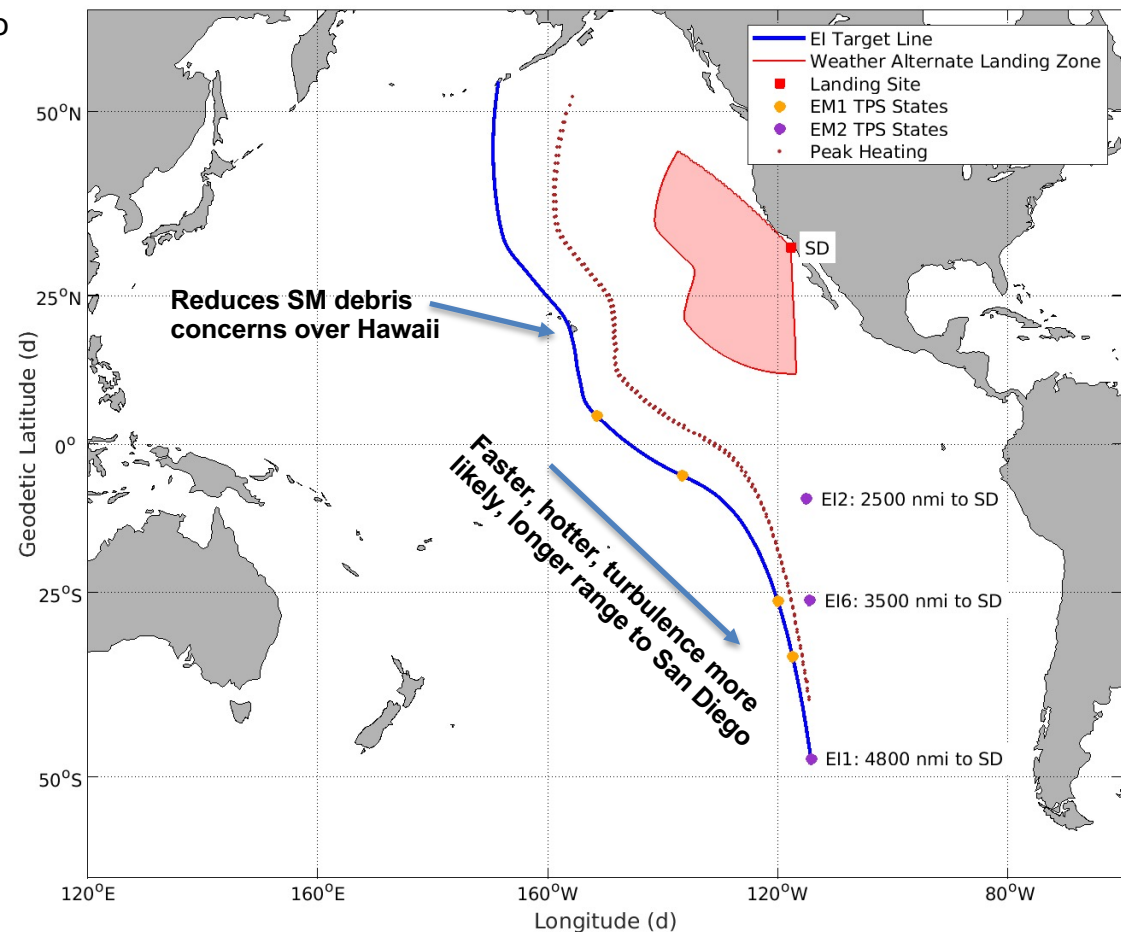 EI Target Line
Weather Alternate Landing Zone
Landing Site
EM1 TPS States
EM2 TPS States
Peak Heating
50°N
25°N
0°
25°S
50°S
Geodetic Latitude (d)
SD
Reduces SM debris
concerns over Hawaii
Faster, hotter, turbulence more
likely, longer range to San Diego
EI2: 2500 nmi to SD
EI6: 3500 nmi to SD
EI1: 4800 nmi to SD
120°E
160°E
160°W
120°W
80°W
Longitude (d)